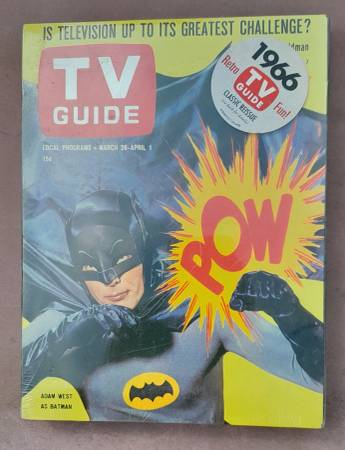 IS TELEVISION UP TO ITS GREATEST CHALLENGE?
TV
GUIDE
LOCAL PROGRAMS • MARCH 26-APRIL 1
15¢
1966
Retro
TV
GUIDE
Fun!
CLASSIC REISSUE
POW
ADAM WEST
AS BATMAN